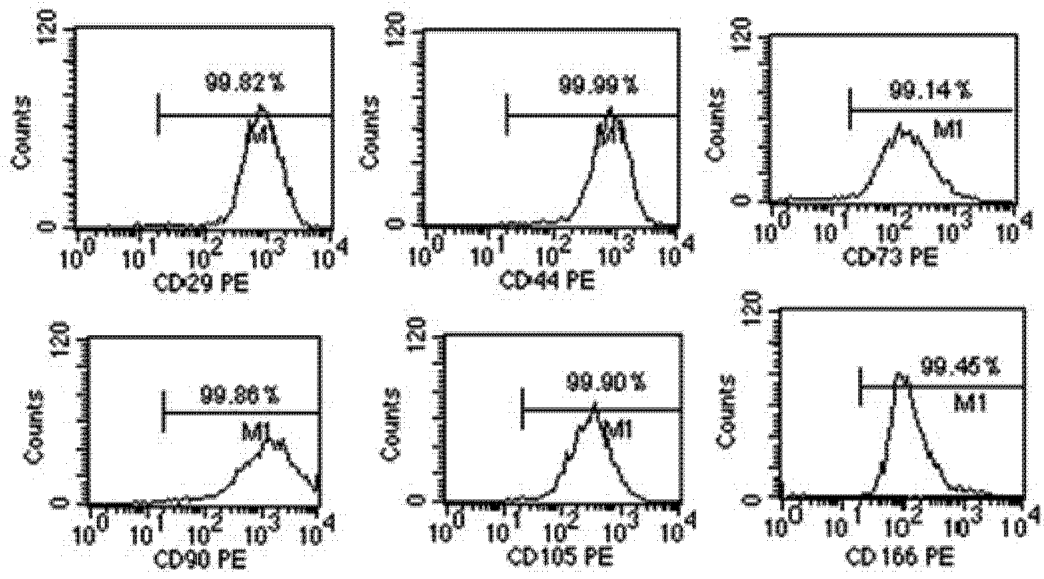 120
Counts
0
99.82%
M1
10^0 10^1 10^2 10^3 10^4
CD29 PE
120
Counts
0
99.99%
M1
10^0 10^1 10^2 10^3 10^4
CD44 PE
120
Counts
0
99.14%
M1
10^0 10^1 10^2 10^3 10^4
CD73 PE
120
Counts
0
99.86%
M1
10^0 10^1 10^2 10^3 10^4
CD90 PE
120
Counts
0
99.90%
M1
10^0 10^1 10^2 10^3 10^4
CD105 PE
120
Counts
0
99.45%
M1
10^0 10^1 10^2 10^3 10^4
CD166 PE